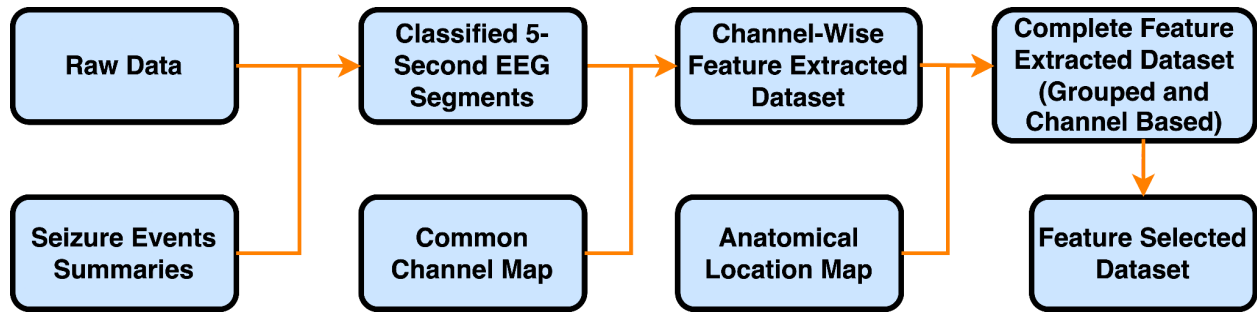 Raw Data
Classified 5-
Second EEG
Segments
Channel-Wise
Feature Extracted
Dataset
Complete Feature
Extracted Dataset
(Grouped and
Channel Based)
Seizure Events
Summaries
Common
Channel Map
Anatomical
Location Map
Feature Selected
Dataset